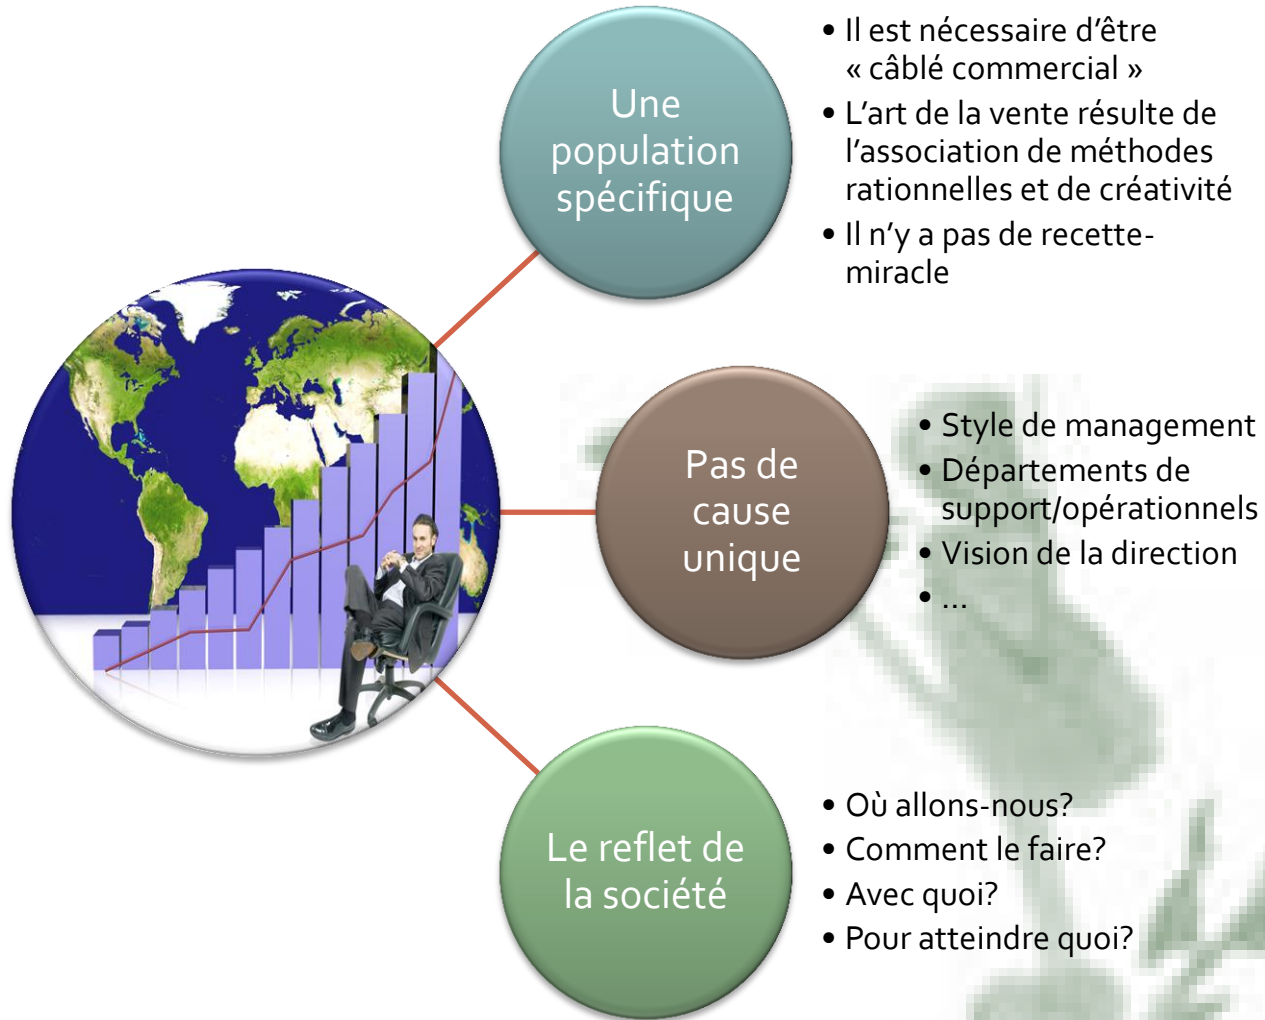 Une
population
spécifique
• Il est nécessaire d'être
« câblé commercial »
• L'art de la vente résulte de
l'association de méthodes
rationnelles et de créativité
• Il n'y a pas de recette-
miracle
Pas de
cause
unique
• Style de management
• Départements de
support/opérationnels
• Vision de la direction
• ...
Le reflet de
la société
• Où allons-nous?
• Comment le faire?
• Avec quoi?
• Pour atteindre quoi?